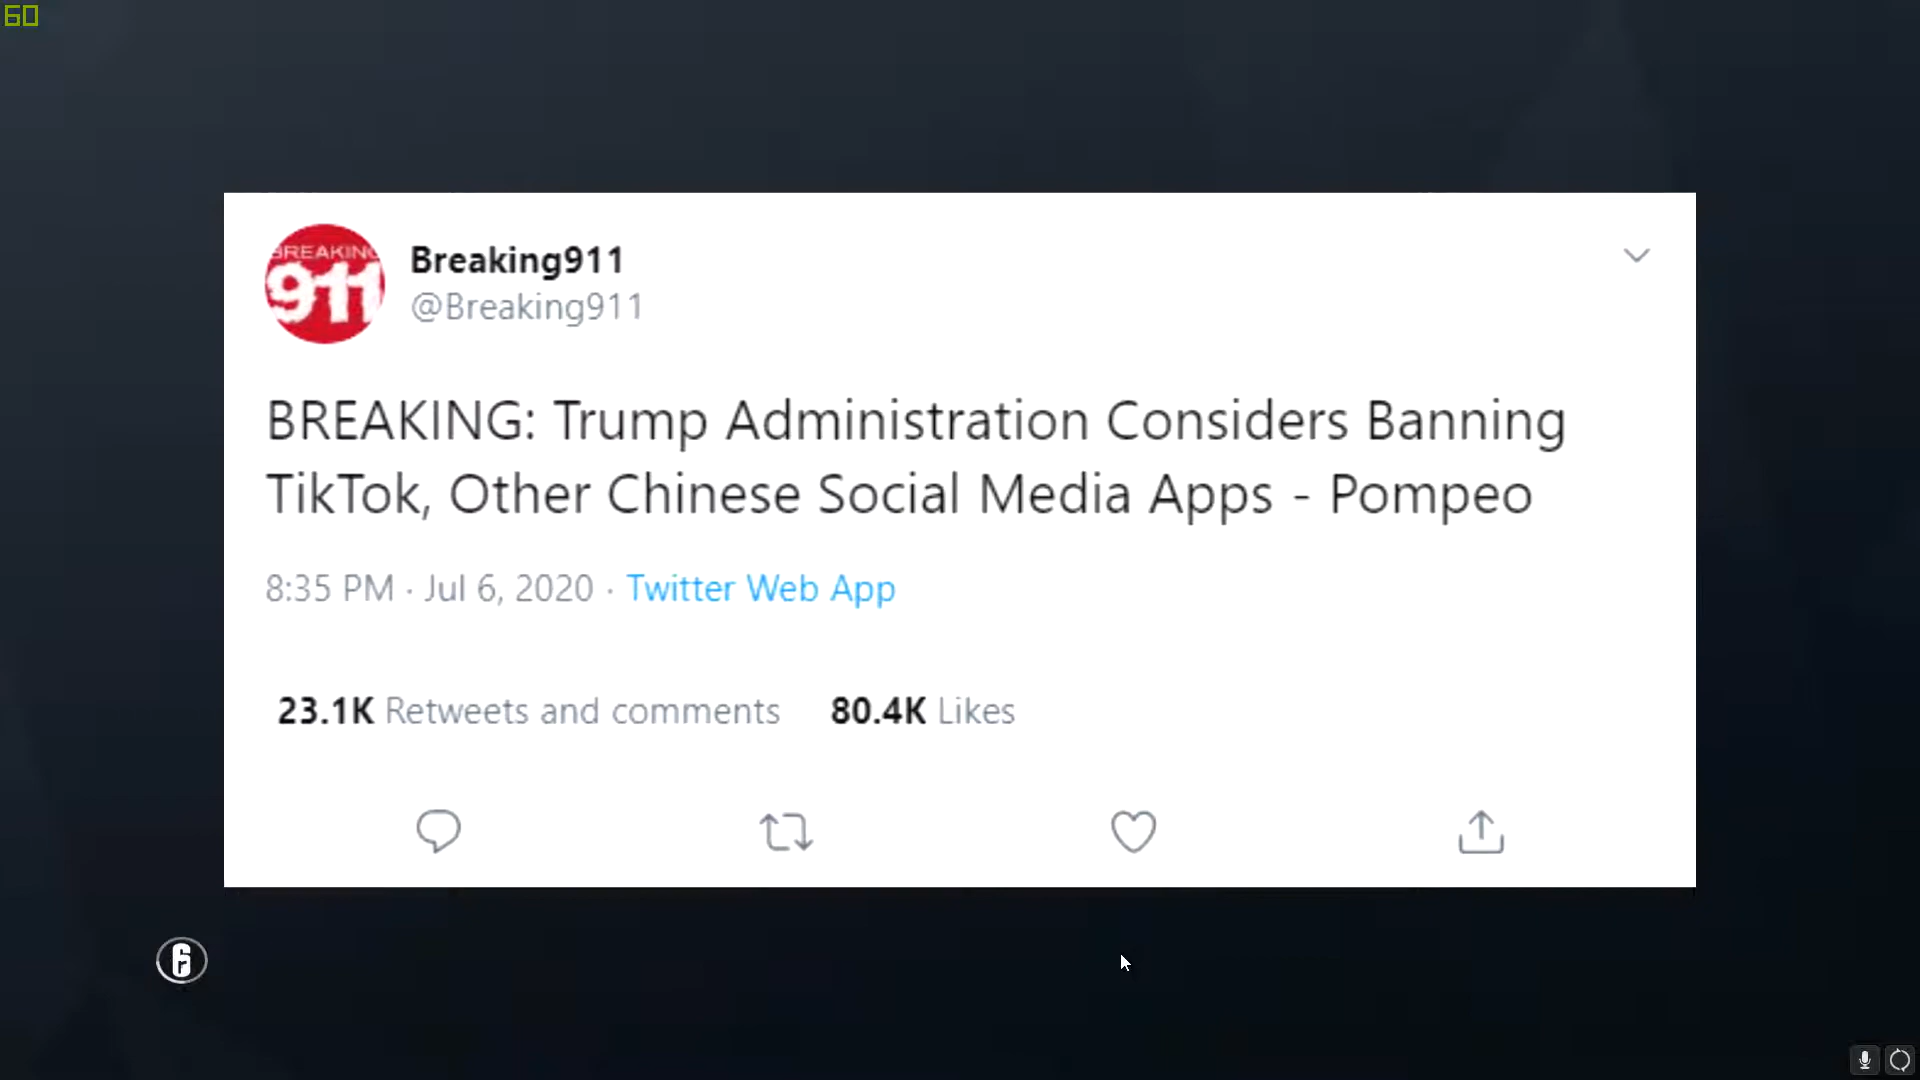 60
BREAKING
911
Breaking911
@Breaking911
BREAKING: Trump Administration Considers Banning
TikTok, Other Chinese Social Media Apps - Pompeo
8:35 PM · Jul 6, 2020 · Twitter Web App
23.1K Retweets and comments 80.4K Likes
6